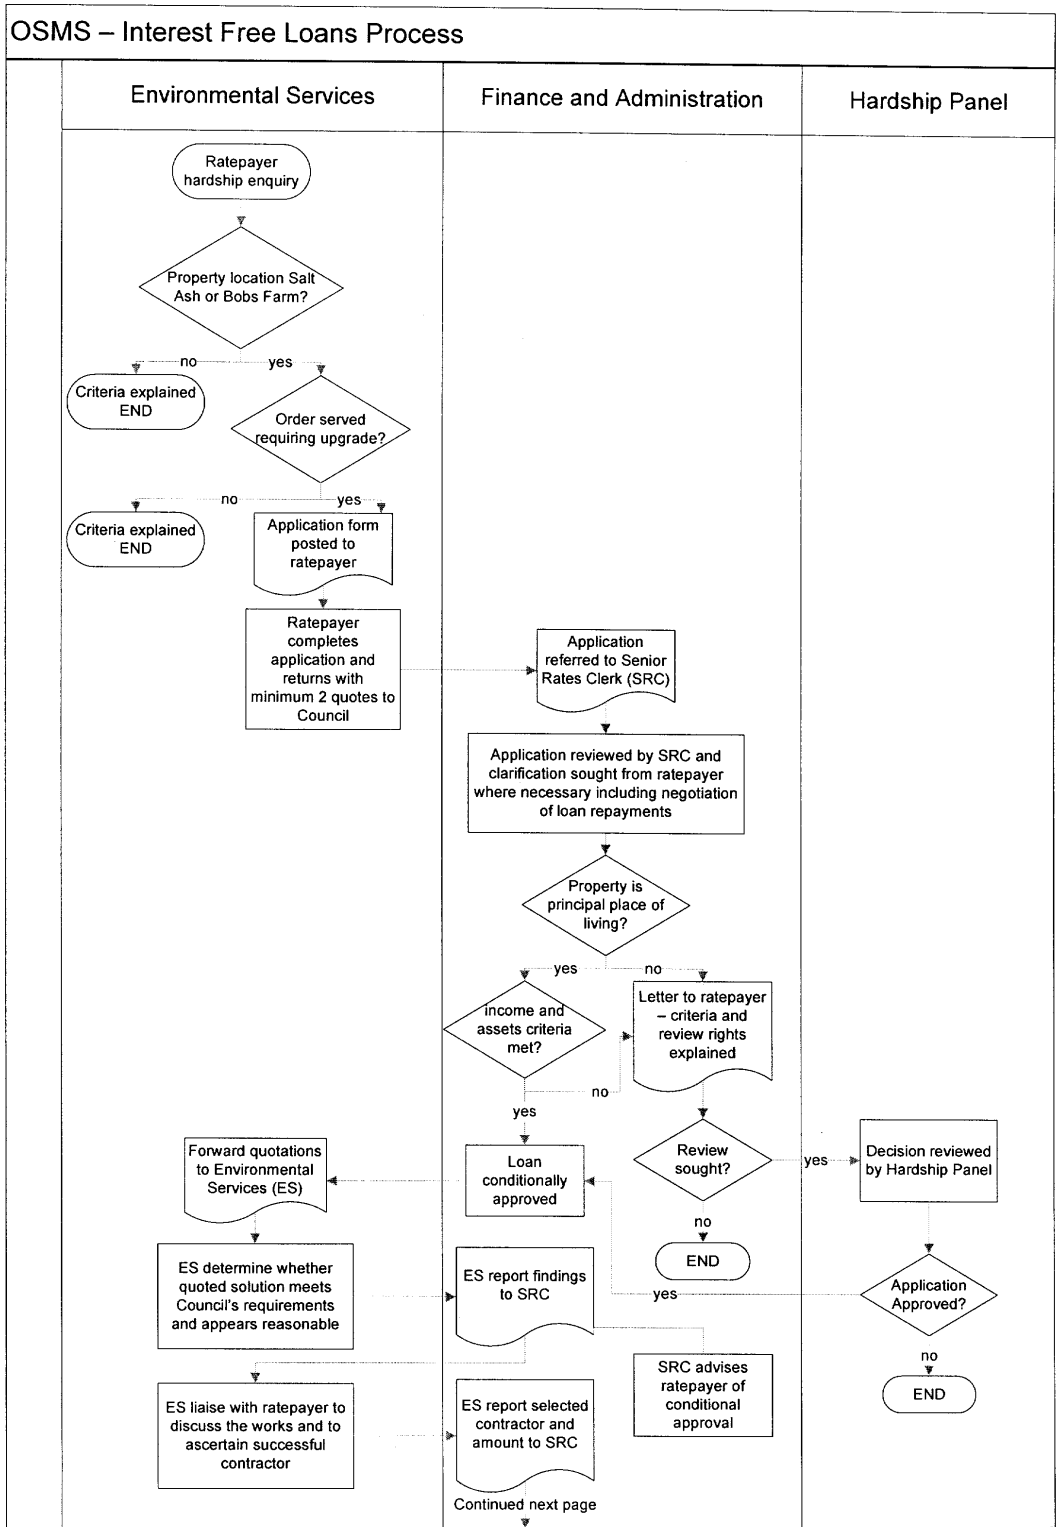 OSMS – Interest Free Loans Process
Environmental Services
Finance and Administration
Hardship Panel
Ratepayer
hardship enquiry
Property location Salt
Ash or Bobs Farm?
no
yes
Criteria explained
END
Order served
requiring upgrade?
no
yes
Criteria explained
END
Application form
posted to
ratepayer
Ratepayer
completes
application and
returns with
minimum 2 quotes to
Council
Application
referred to Senior
Rates Clerk (SRC)
Application reviewed by SRC and
clarification sought from ratepayer
where necessary including negotiation
of loan repayments
Property is
principal place of
living?
yes
no
income and
assets criteria
met?
Letter to ratepayer
– criteria and
review rights
explained
no
yes
Review
sought?
yes
Decision reviewed
by Hardship Panel
Forward quotations
to Environmental
Services (ES)
Loan
conditionally
approved
no
END
Application
Approved?
yes
no
END
ES determine whether
quoted solution meets
Council's requirements
and appears reasonable
ES report findings
to SRC
SRC advises
ratepayer of
conditional
approval
ES liaise with ratepayer to
discuss the works and to
ascertain successful
contractor
ES report selected
contractor and
amount to SRC
Continued next page